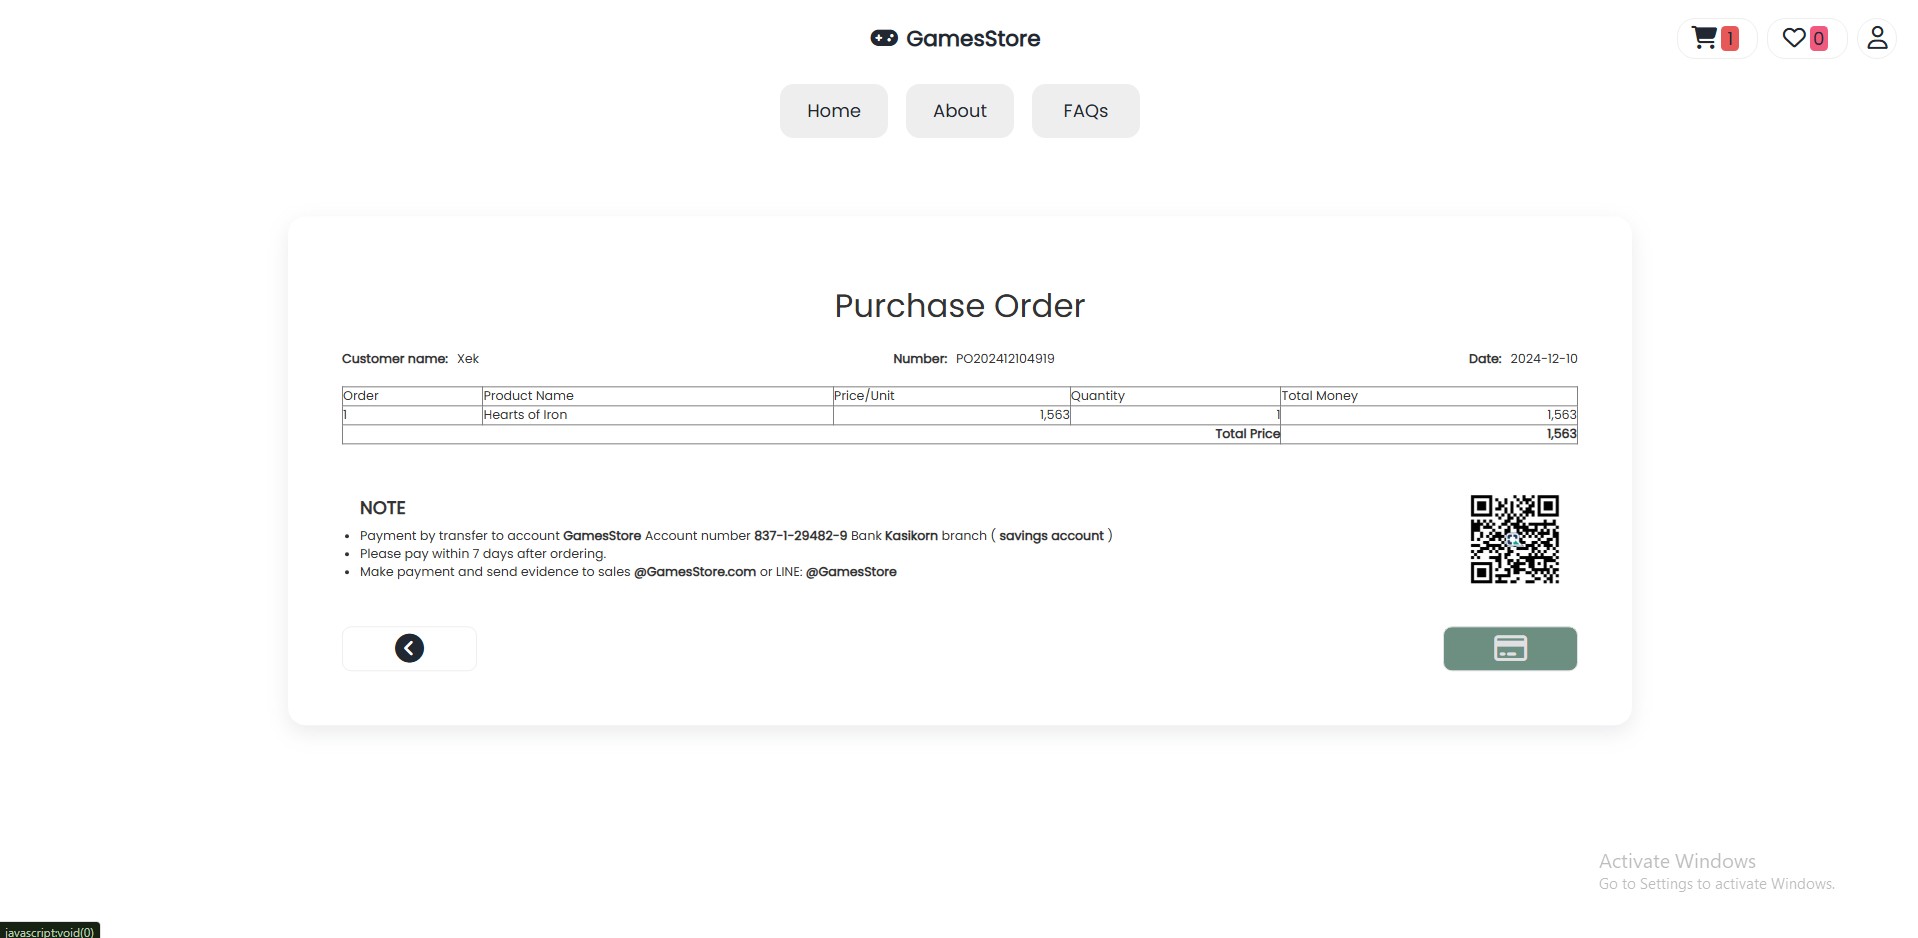 GamesStore
1
0
Home About FAQs
Purchase Order
Customer name: Xek Number: PO202412104919 Date: 2024-12-10
Order Product Name Price/Unit Quantity Total Money
1 Hearts of Iron 1,563 1 1,563
Total Price 1,563
NOTE
• Payment by transfer to account GamesStore Account number 837-1-29482-9 Bank Kasikorn branch ( savings account )
• Please pay within 7 days after ordering.
• Make payment and send evidence to sales @GamesStore.com or LINE: @GamesStore
Activate Windows
Go to Settings to activate Windows.
javascript:void(0)